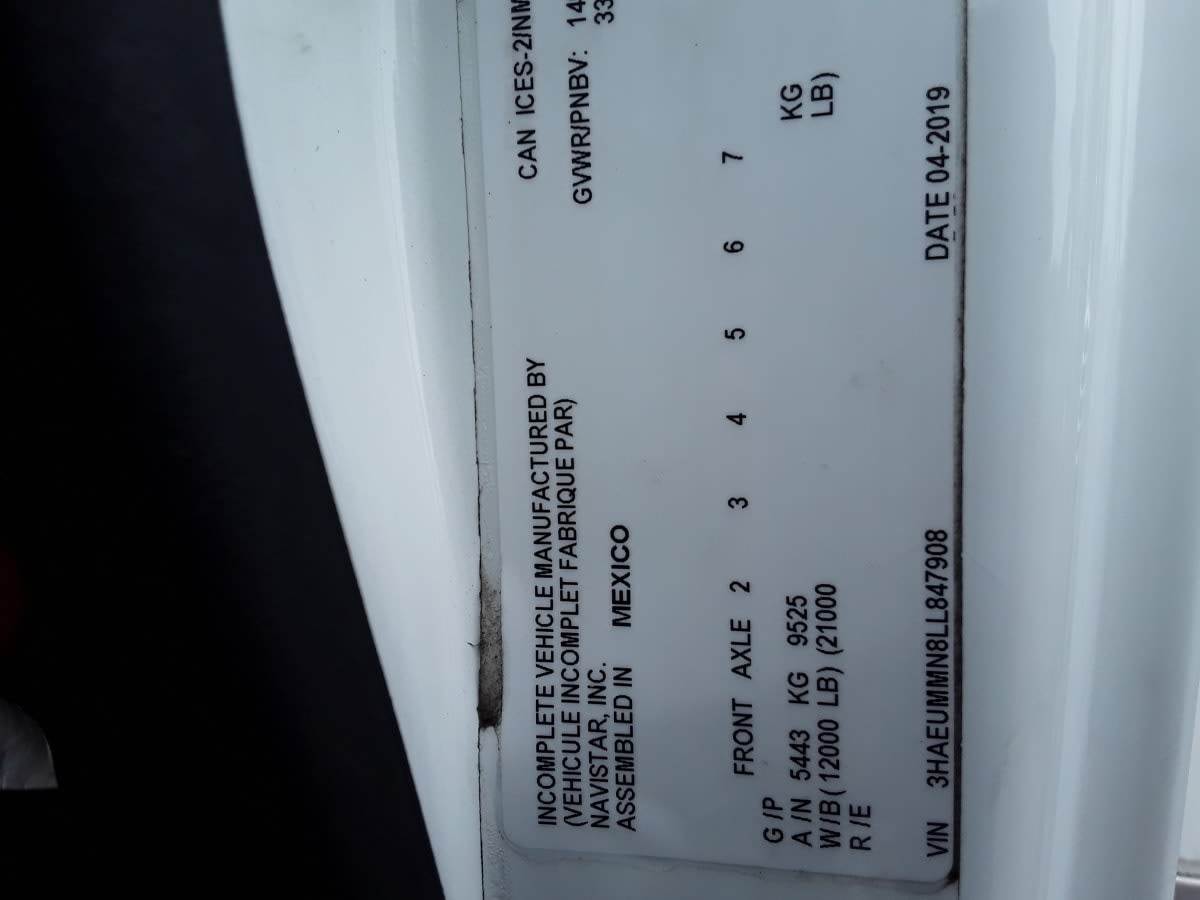 INCOMPLETE VEHICLE MANUFACTURED BY
(VEHICULE INCOMPLET FABRIQUE PAR)
NAVISTAR, INC.
ASSEMBLED IN MEXICO
CAN ICES-2/NM
GVWR/PNBV: 14
33
FRONT AXLE 2 3 4 5 6 7
G/P
A/N 5443 KG 9525 KG
W/B(12000 LB) (21000 LB)
R/E
VIN 3HAEUMMN8LL847908 DATE 04-2019